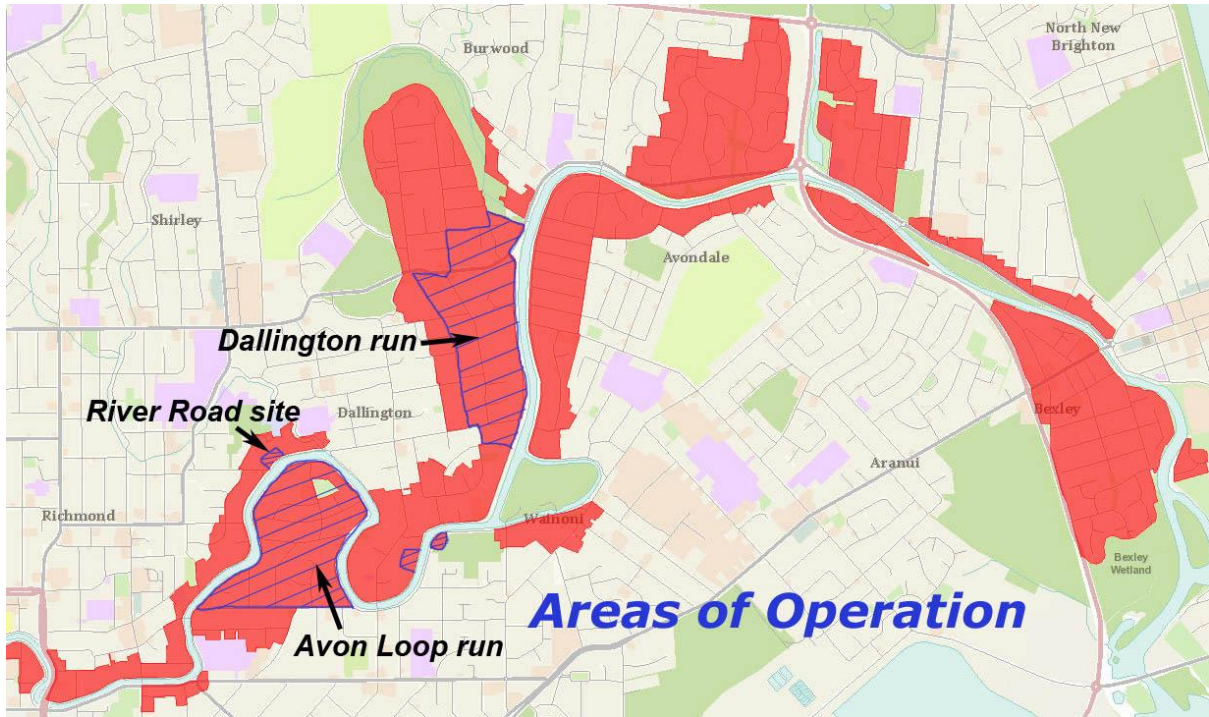 Burwood
North New
Brighton
Shirley
Avondale
Dallington run
River Road site
Dallington
Bexley
Aranui
Richmond
Wainoni
Bexley
Wetland
Areas of Operation
Avon Loop run